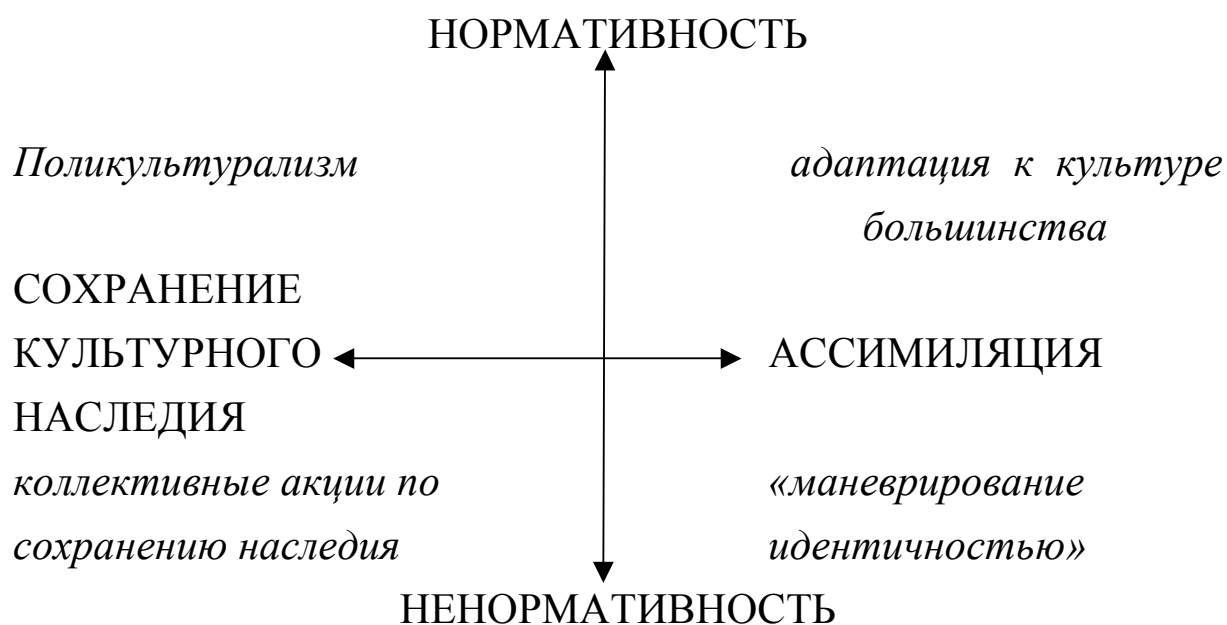 НОРМАТИВНОСТЬ
Поликультурализм
адаптация к культуре
большинства
СОХРАНЕНИЕ
КУЛЬТУРНОГО
НАСЛЕДИЯ
АССИМИЛЯЦИЯ
коллективные акции по
сохранению наследия
«маневрирование
идентичностью»
НЕНОРМАТИВНОСТЬ